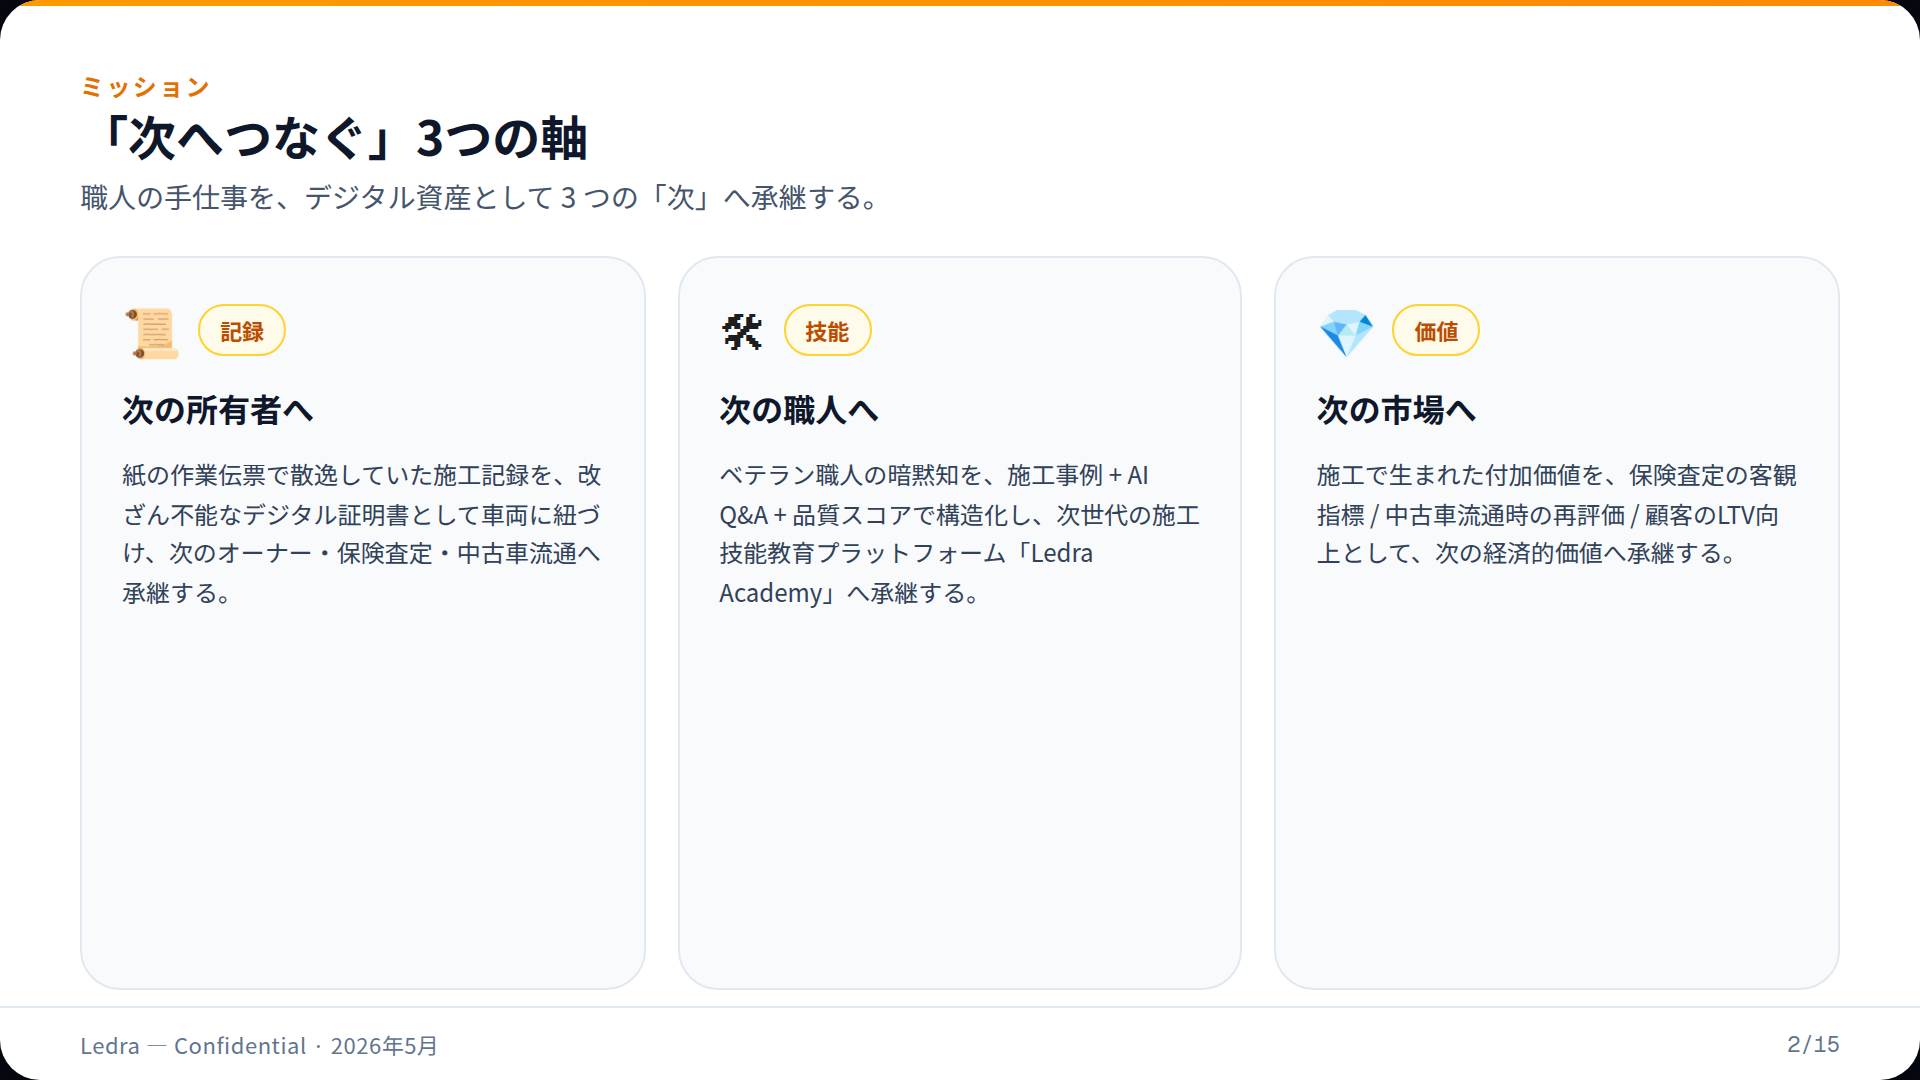 ミッション
「次へつなぐ」3つの軸
職人の手仕事を、デジタル資産として 3 つの「次」へ承継する。
記録
次の所有者へ
紙の作業伝票で散逸していた施工記録を、改
ざん不能なデジタル証明書として車両に紐づ
け、次のオーナー・保険査定・中古車流通へ
承継する。
技能
次の職人へ
ベテラン職人の暗黙知を、施工事例 + AI
Q&A + 品質スコアで構造化し、次世代の施工
技能教育プラットフォーム「Ledra
Academy」へ承継する。
価値
次の市場へ
施工で生まれた付加価値を、保険査定の客観
指標 / 中古車流通時の再評価 / 顧客のLTV向
上として、次の経済的価値へ承継する。
Ledra — Confidential · 2026年5月
2/15